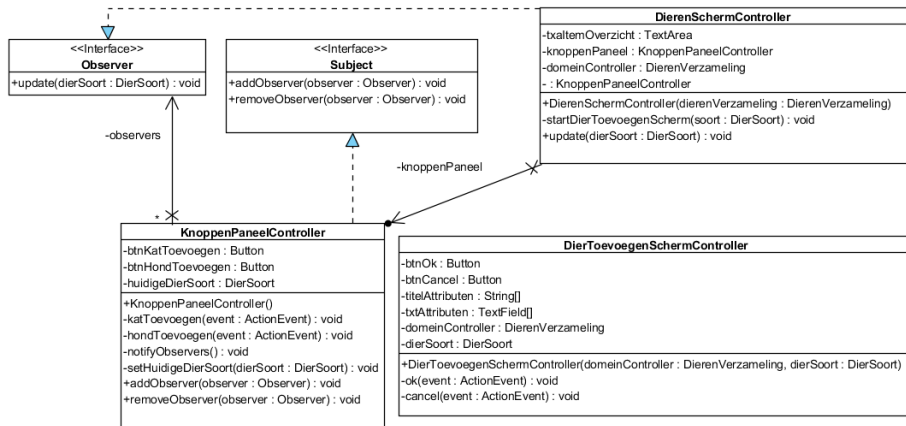 <<Interface>>
Observer
+update(dierSoort : DierSoort) : void
<<Interface>>
Subject
+addObserver(observer : Observer) : void
+removeObserver(observer : Observer) : void
DierenSchermController
-txaItemOverzicht : TextArea
-knoppenPaneel : KnoppenPaneelController
-domeinController : DierenVerzameling
- : KnoppenPaneelController
+DierenSchermController(dierenVerzameling : DierenVerzameling)
-startDierToevoegenScherm(soort : DierSoort) : void
+update(dierSoort : DierSoort) : void
-observers
*
-knoppenPaneel
KnoppenPaneelController
-btnKatToevoegen : Button
-btnHondToevoegen : Button
-huidigeDierSoort : DierSoort
+KnoppenPaneelController()
-katToevoegen(event : ActionEvent) : void
-hondToevoegen(event : ActionEvent) : void
-notifyObservers() : void
-setHuidigeDierSoort(dierSoort : DierSoort) : void
+addObserver(observer : Observer) : void
+removeObserver(observer : Observer) : void
DierToevoegenSchermController
-btnOk : Button
-btnCancel : Button
-titelAttributen : String[]
-txtAttributen : TextField[]
-domeinController : DierenVerzameling
-dierSoort : DierSoort
+DierToevoegenSchermController(domeinController : DierenVerzameling, dierSoort : DierSoort)
-ok(event : ActionEvent) : void
-cancel(event : ActionEvent) : void